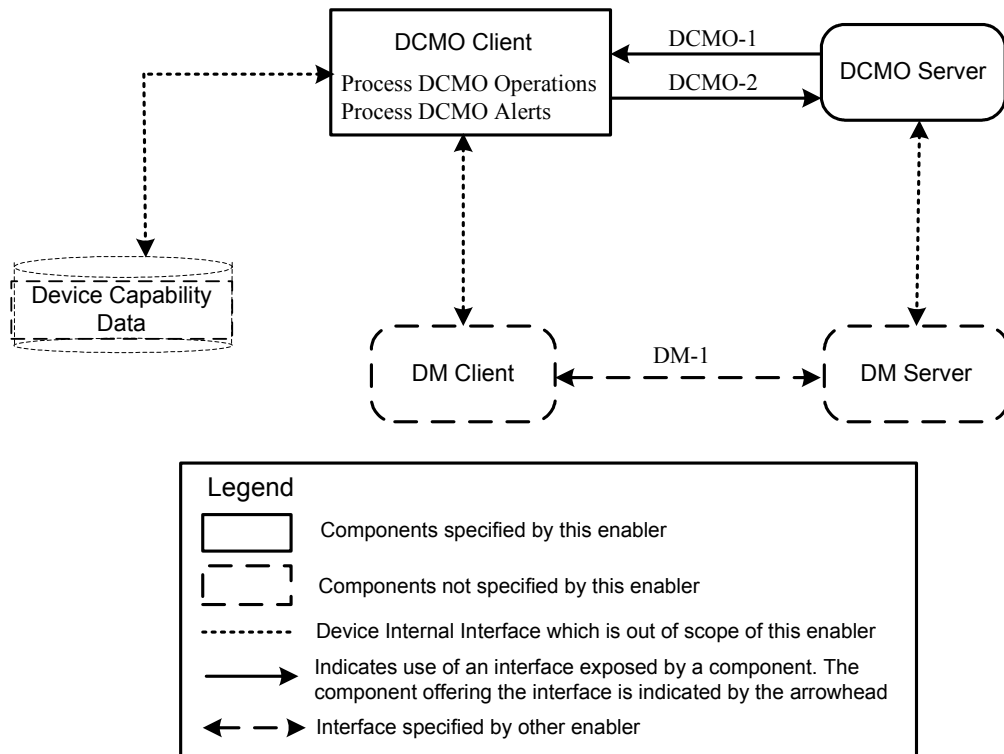 DCMO Client
Process DCMO Operations
Process DCMO Alerts
DCMO-1
DCMO-2
DCMO Server
Device Capability
Data
DM Client
DM-1
DM Server
Legend
Components specified by this enabler
Components not specified by this enabler
Device Internal Interface which is out of scope of this enabler
Indicates use of an interface exposed by a component. The
component offering the interface is indicated by the arrowhead
Interface specified by other enabler